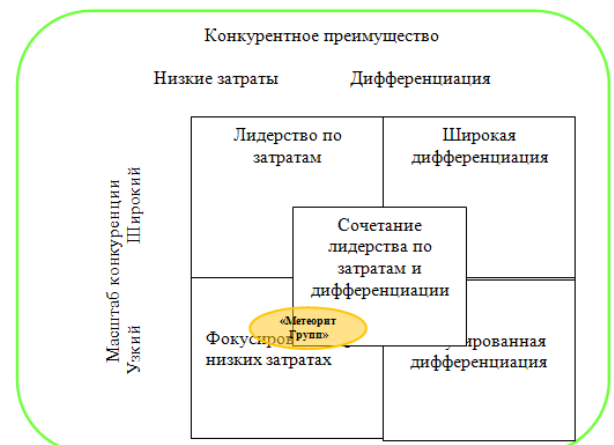 Конкурентное преимущество
Низкие затраты Дифференциация
Масштаб конкуренции
Широкий
Узкий
Лидерство по
затратам
Широкая
дифференциация
Сочетание
лидерства по
затратам и
дифференциации
«Метеорит
Групп»
низких затратах
дифференциация